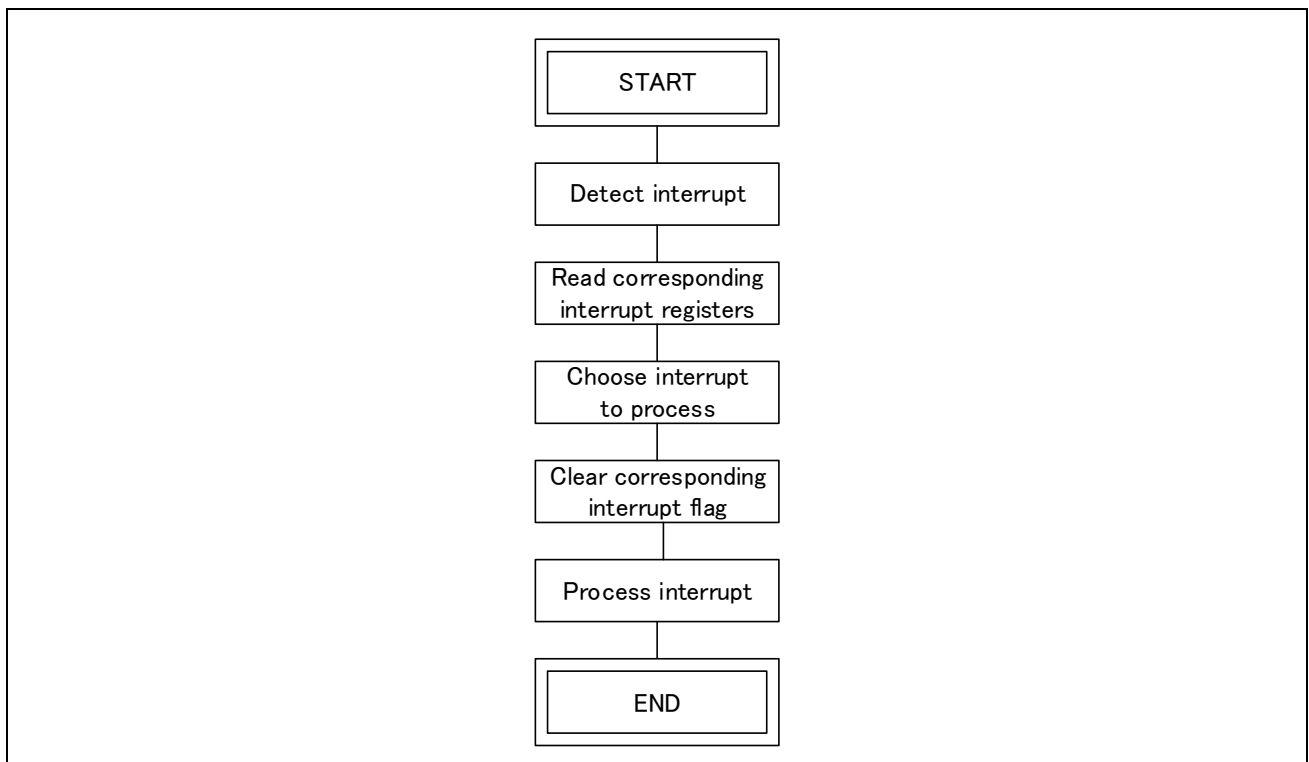 START
Detect interrupt
Read corresponding
interrupt registers
Choose interrupt
to process
Clear corresponding
interrupt flag
Process interrupt
END